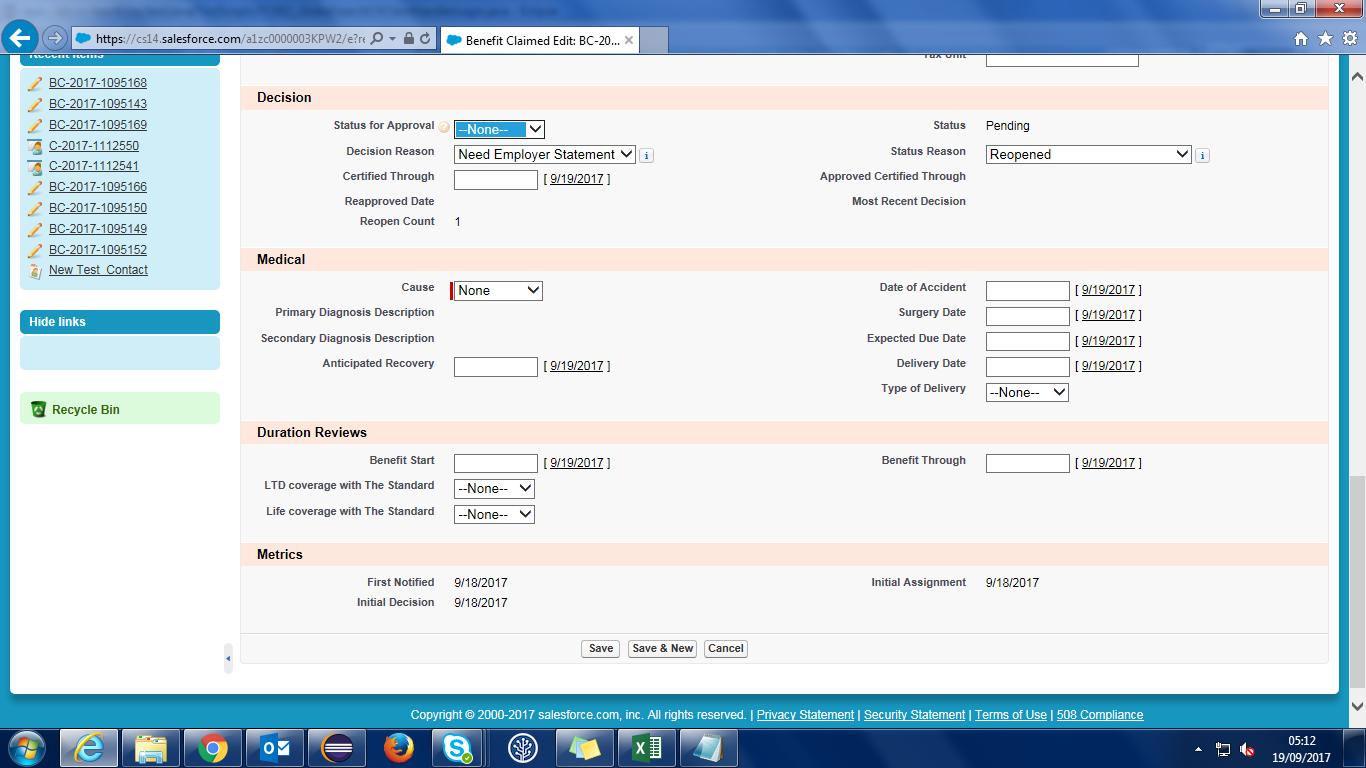 https://cs14.salesforce.com/a1zc0000003KPW2/e?re
Benefit Claimed Edit: BC-20...
Recent Items
Tax Unit
BC-2017-1095168
BC-2017-1095143
BC-2017-1095169
C-2017-1112550
C-2017-1112541
BC-2017-1095166
BC-2017-1095150
BC-2017-1095149
BC-2017-1095152
New Test Contact
Hide links
Recycle Bin
Decision
Status for Approval --None-- Status Pending
Decision Reason Need Employer Statement Status Reason Reopened
Certified Through [ 9/19/2017 ] Approved Certified Through
Reapproved Date Most Recent Decision
Reopen Count 1
Medical
Cause None Date of Accident [ 9/19/2017 ]
Primary Diagnosis Description Surgery Date [ 9/19/2017 ]
Secondary Diagnosis Description Expected Due Date [ 9/19/2017 ]
Anticipated Recovery [ 9/19/2017 ] Delivery Date [ 9/19/2017 ]
Type of Delivery --None--
Duration Reviews
Benefit Start [ 9/19/2017 ] Benefit Through [ 9/19/2017 ]
LTD coverage with The Standard --None--
Life coverage with The Standard --None--
Metrics
First Notified 9/18/2017 Initial Assignment 9/18/2017
Initial Decision 9/18/2017
Save Save & New Cancel
Copyright © 2000-2017 salesforce.com, inc. All rights reserved. | Privacy Statement | Security Statement | Terms of Use | 508 Compliance
05:12
19/09/2017